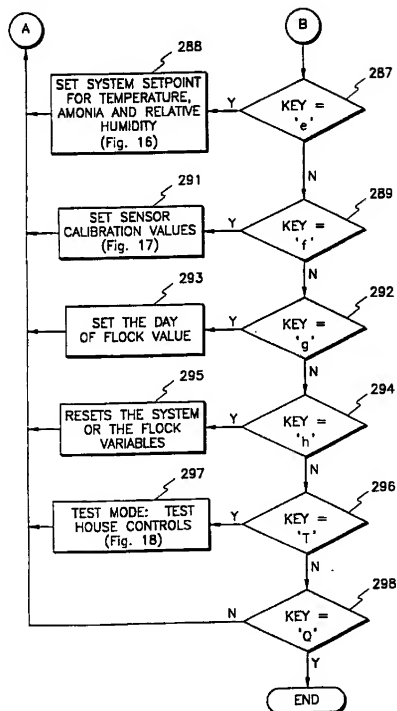 A
B
288
287
SET SYSTEM SETPOINT
FOR TEMPERATURE,
AMONIA AND RELATIVE
HUMIDITY
(Fig. 16)
Y
KEY =
'e'
N
291
289
SET SENSOR
CALIBRATION VALUES
(Fig. 17)
Y
KEY =
'f'
N
293
292
SET THE DAY
OF FLOCK VALUE
Y
KEY =
'g'
N
295
294
RESETS THE SYSTEM
OR THE FLOCK
VARIABLES
Y
KEY =
'h'
N
297
296
TEST MODE: TEST
HOUSE CONTROLS
(Fig. 18)
Y
KEY =
'T'
N
298
N
KEY =
'Q'
Y
END